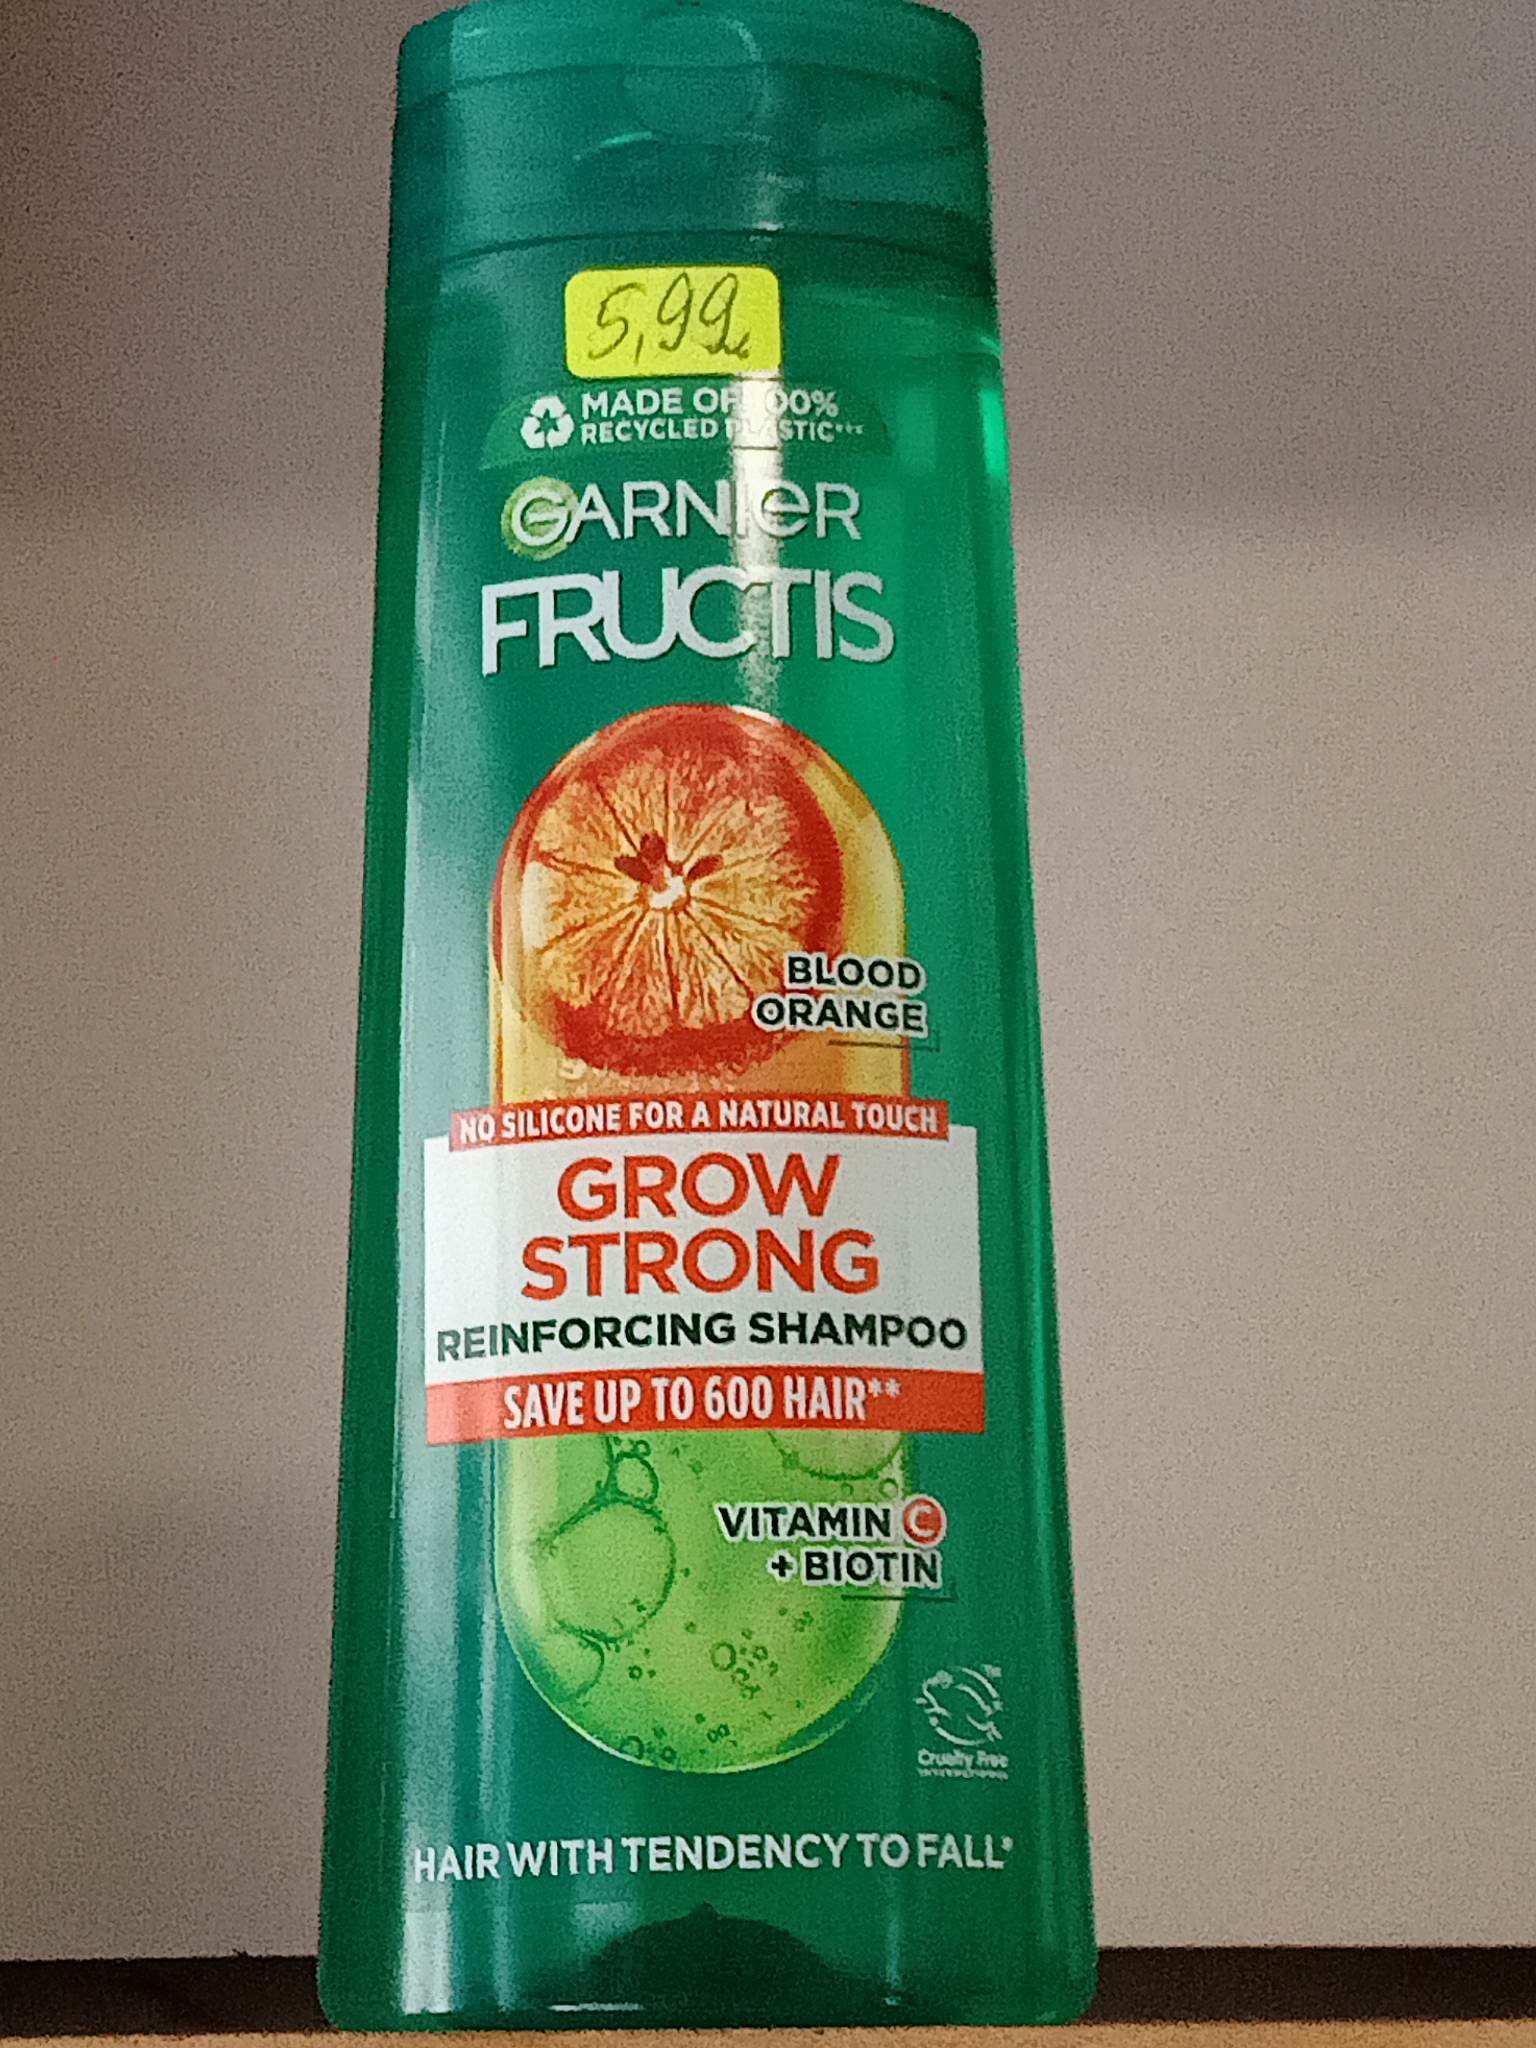 5,99
MADE OF 100%
RECYCLED PLASTIC***
GARNIER
FRUCTIS
BLOOD
ORANGE
NO SILICONE FOR A NATURAL TOUCH
GROW
STRONG
REINFORCING SHAMPOO
SAVE UP TO 600 HAIR**
VITAMIN C
+ BIOTIN
Cruelty Free
INTERNATIONAL
HAIR WITH TENDENCY TO FALL*